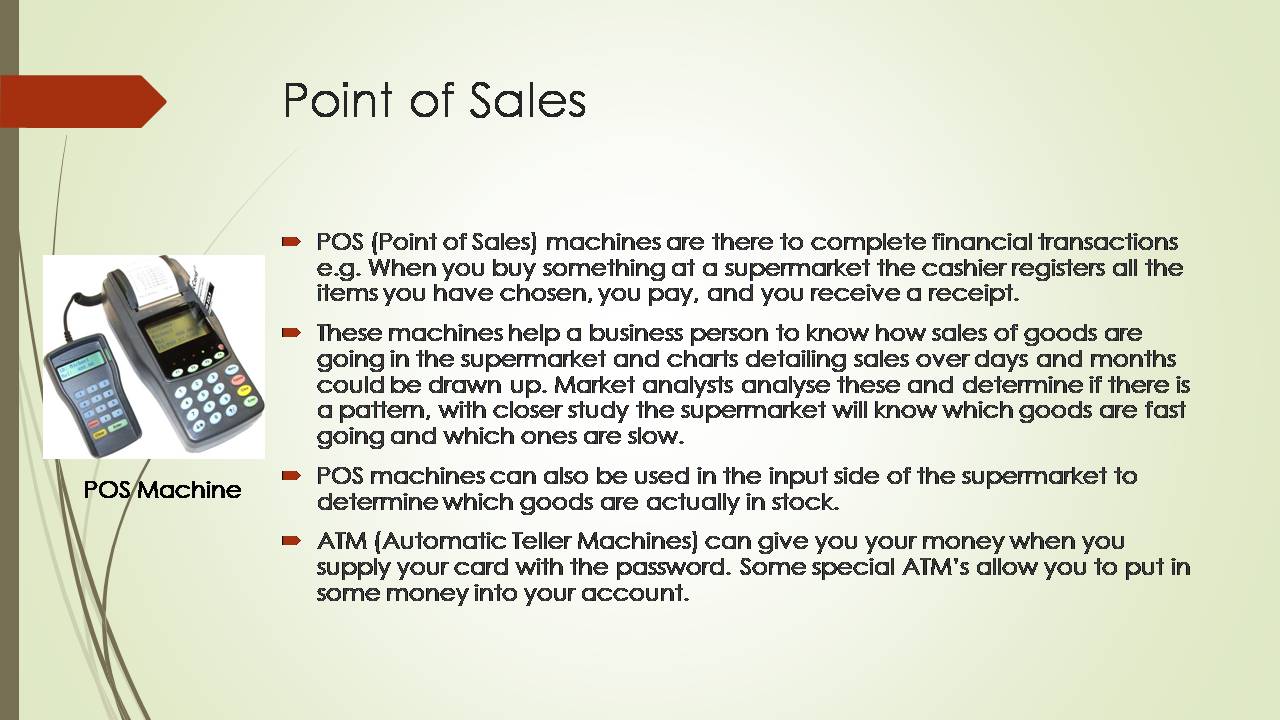 Point of Sales
POS (Point of Sales) machines are there to complete financial transactions
e.g. When you buy something at a supermarket the cashier registers all the
items you have chosen, you pay, and you receive a receipt.
These machines help a business person to know how sales of goods are
going in the supermarket and charts detailing sales over days and months
could be drawn up. Market analysts analyse these and determine if there is
a pattern, with closer study the supermarket will know which goods are fast
going and which ones are slow.
POS machines can also be used in the input side of the supermarket to
determine which goods are actually in stock.
ATM (Automatic Teller Machines) can give you your money when you
supply your card with the password. Some special ATM's allow you to put in
some money into your account.
POS Machine